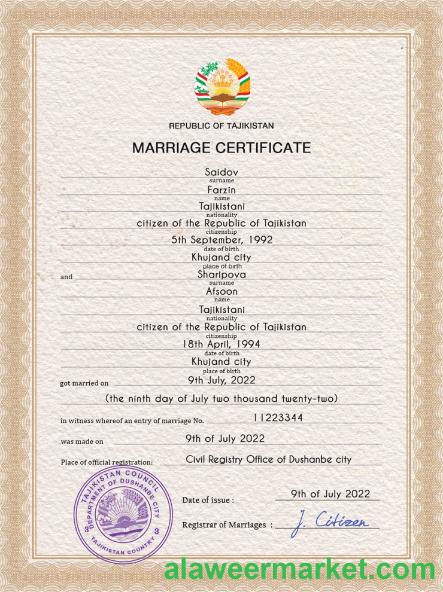 REPUBLIC OF TAJIKISTAN
MARRIAGE CERTIFICATE
Saidov
surname
Farzin
name
Tajikistani
nationality
citizen of the Republic of Tajikistan
citizenship
5th September, 1992
date of birth
Khujand city
place of birth
and Sharipova
surname
Afsoon
name
Tajikistani
nationality
citizen of the Republic of Tajikistan
citizenship
18th April, 1994
date of birth
Khujand city
place of birth
got married on 9th July, 2022
(the ninth day of July two thousand twenty-two)
in witness whereof an entry of marriage No. 11223344
was made on 9th of July 2022
Place of official registration: Civil Registry Office of Dushanbe city
TAJIKISTAN COUNCIL
DEPARTMENT OF DUSHANBE CITY
TAJIKISTAN COUNTRY
Date of issue : 9th of July 2022
Registrar of Marriages : J. Citizen
alaweermarket.com